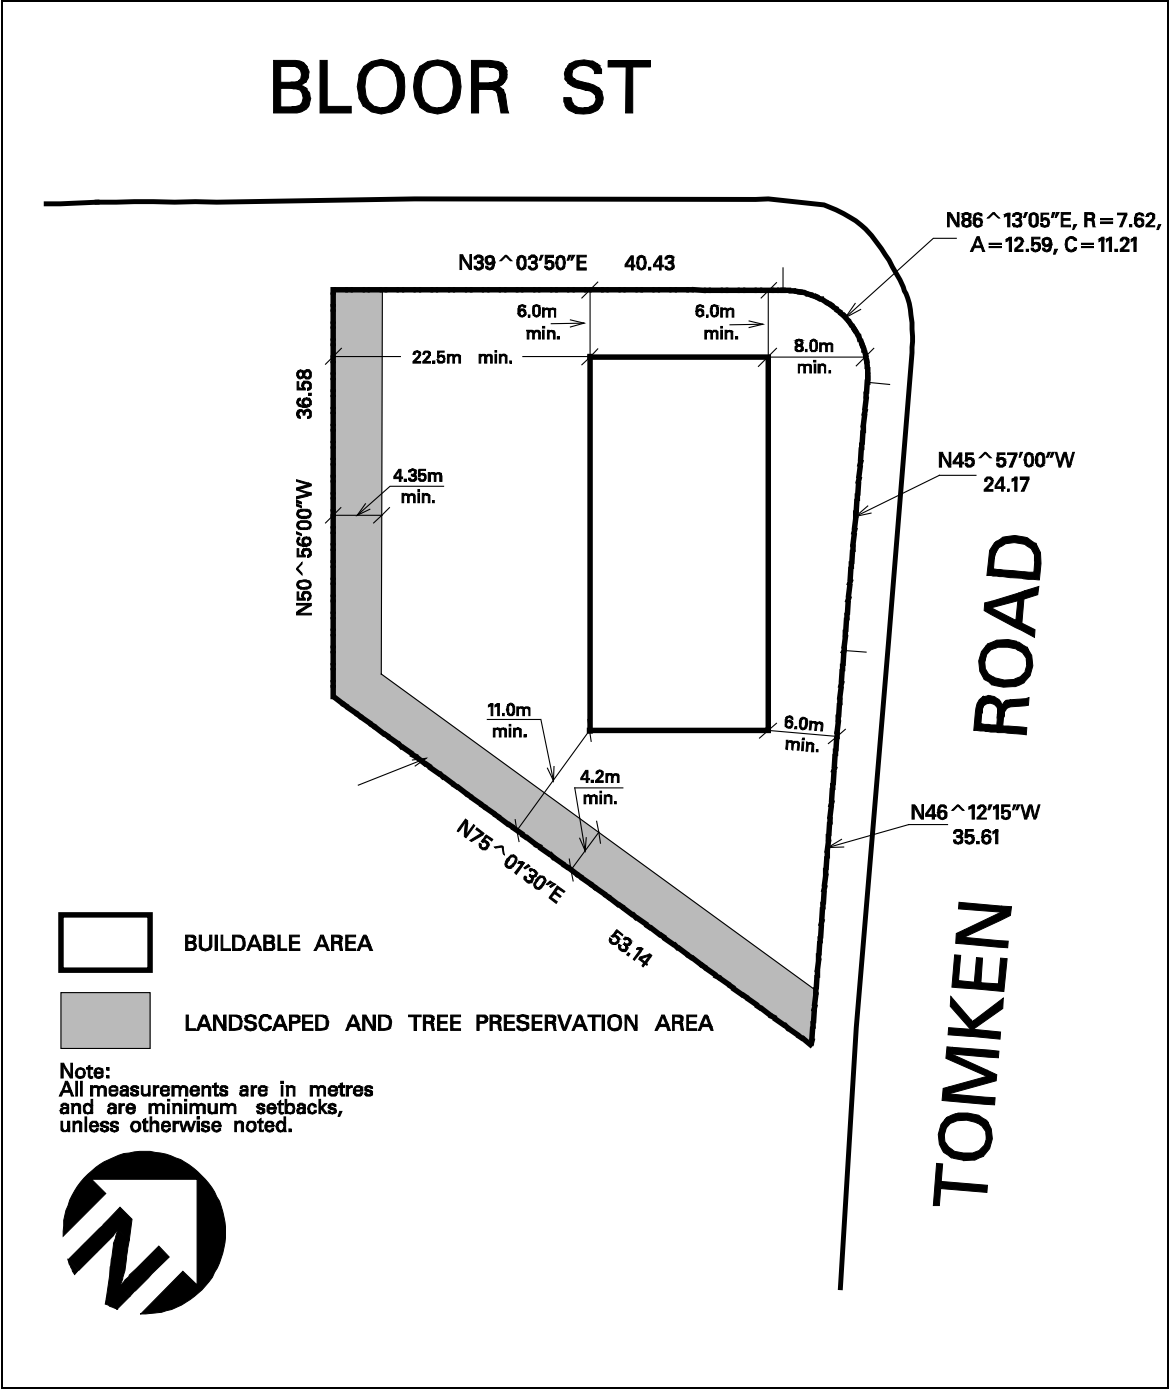 BLOOR ST
N86^13'05"E, R=7.62,
A=12.59, C=11.21
N39^03'50"E 40.43
6.0m
min.
6.0m
min.
8.0m
min.
22.5m min.
36.58
N50^56'00"W
4.35m
min.
N45^57'00"W
24.17
ROAD
11.0m
min.
6.0m
min.
4.2m
min.
N46^12'15"W
35.61
N75^01'30"E
53.14
TOMKEN
BUILDABLE AREA
LANDSCAPED AND TREE PRESERVATION AREA
Note:
All measurements are in metres
and are minimum setbacks,
unless otherwise noted.
N